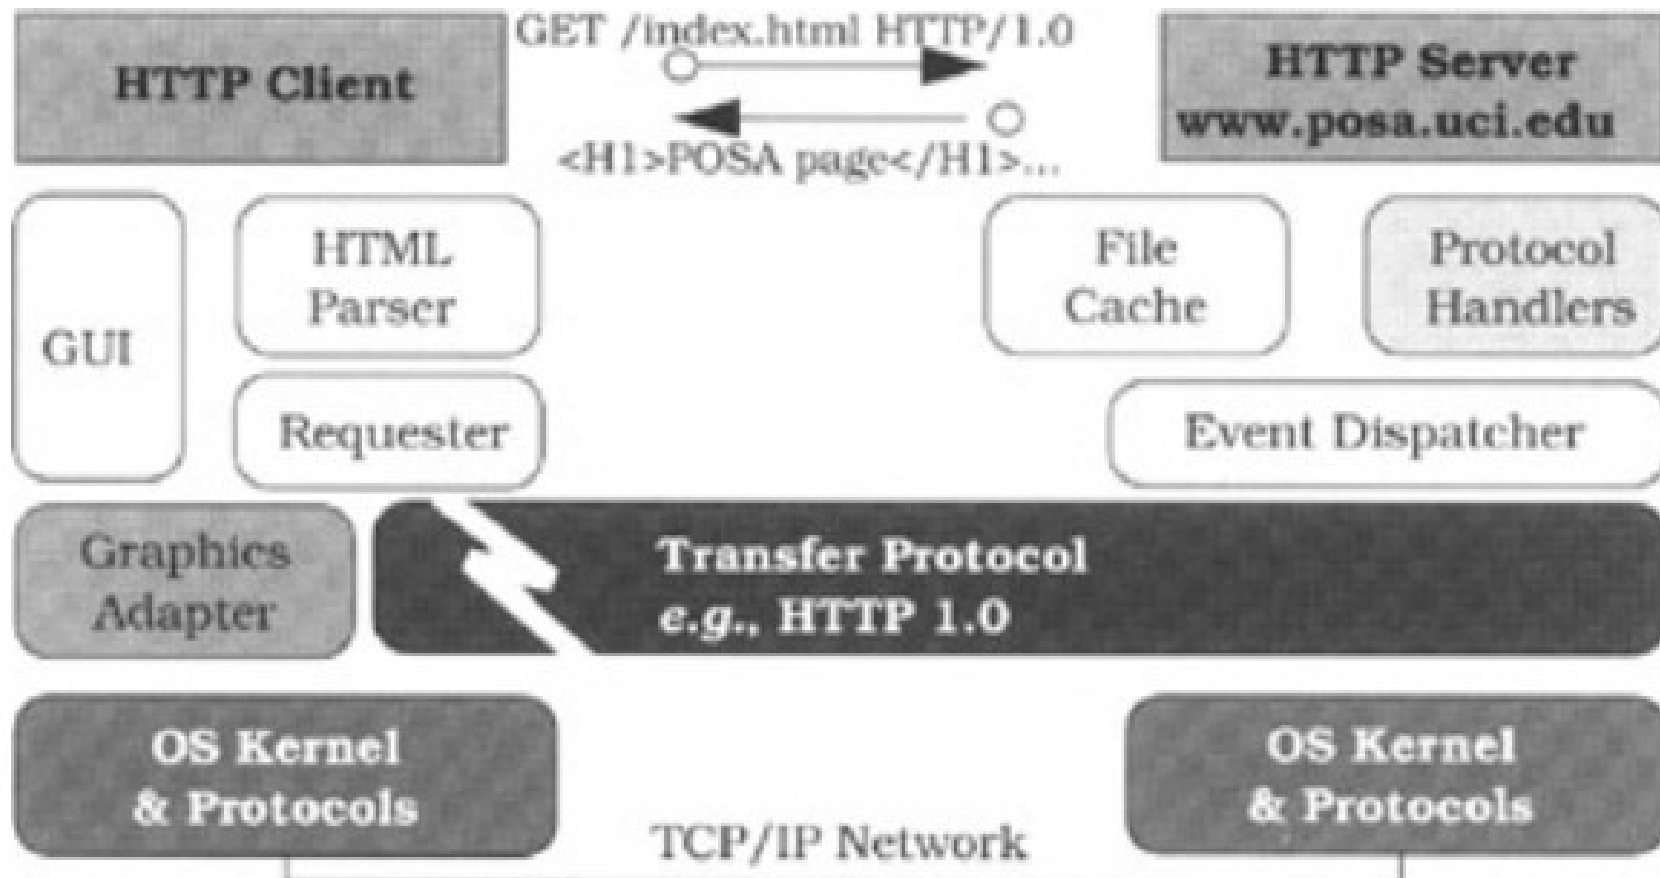 GET /index.html HTTP/1.0
HTTP Client
HTTP Server
www.posa.uci.edu
<H1>POSA page</H1>...
GUI
HTML
Parser
File
Cache
Protocol
Handlers
Requester
Event Dispatcher
Graphics
Adapter
Transfer Protocol
e.g., HTTP 1.0
OS Kernel
& Protocols
OS Kernel
& Protocols
TCP/IP Network